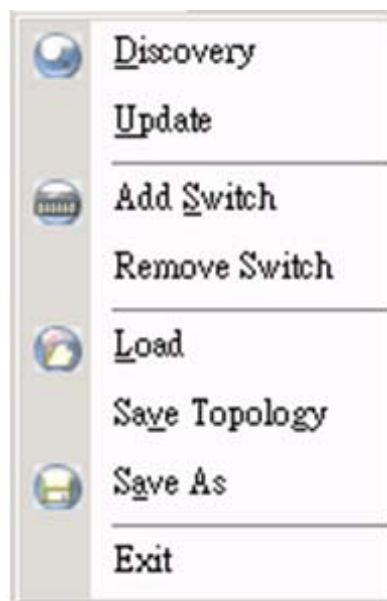 Discovery
Update
Add Switch
Remove Switch
Load
Save Topology
Save As
Exit